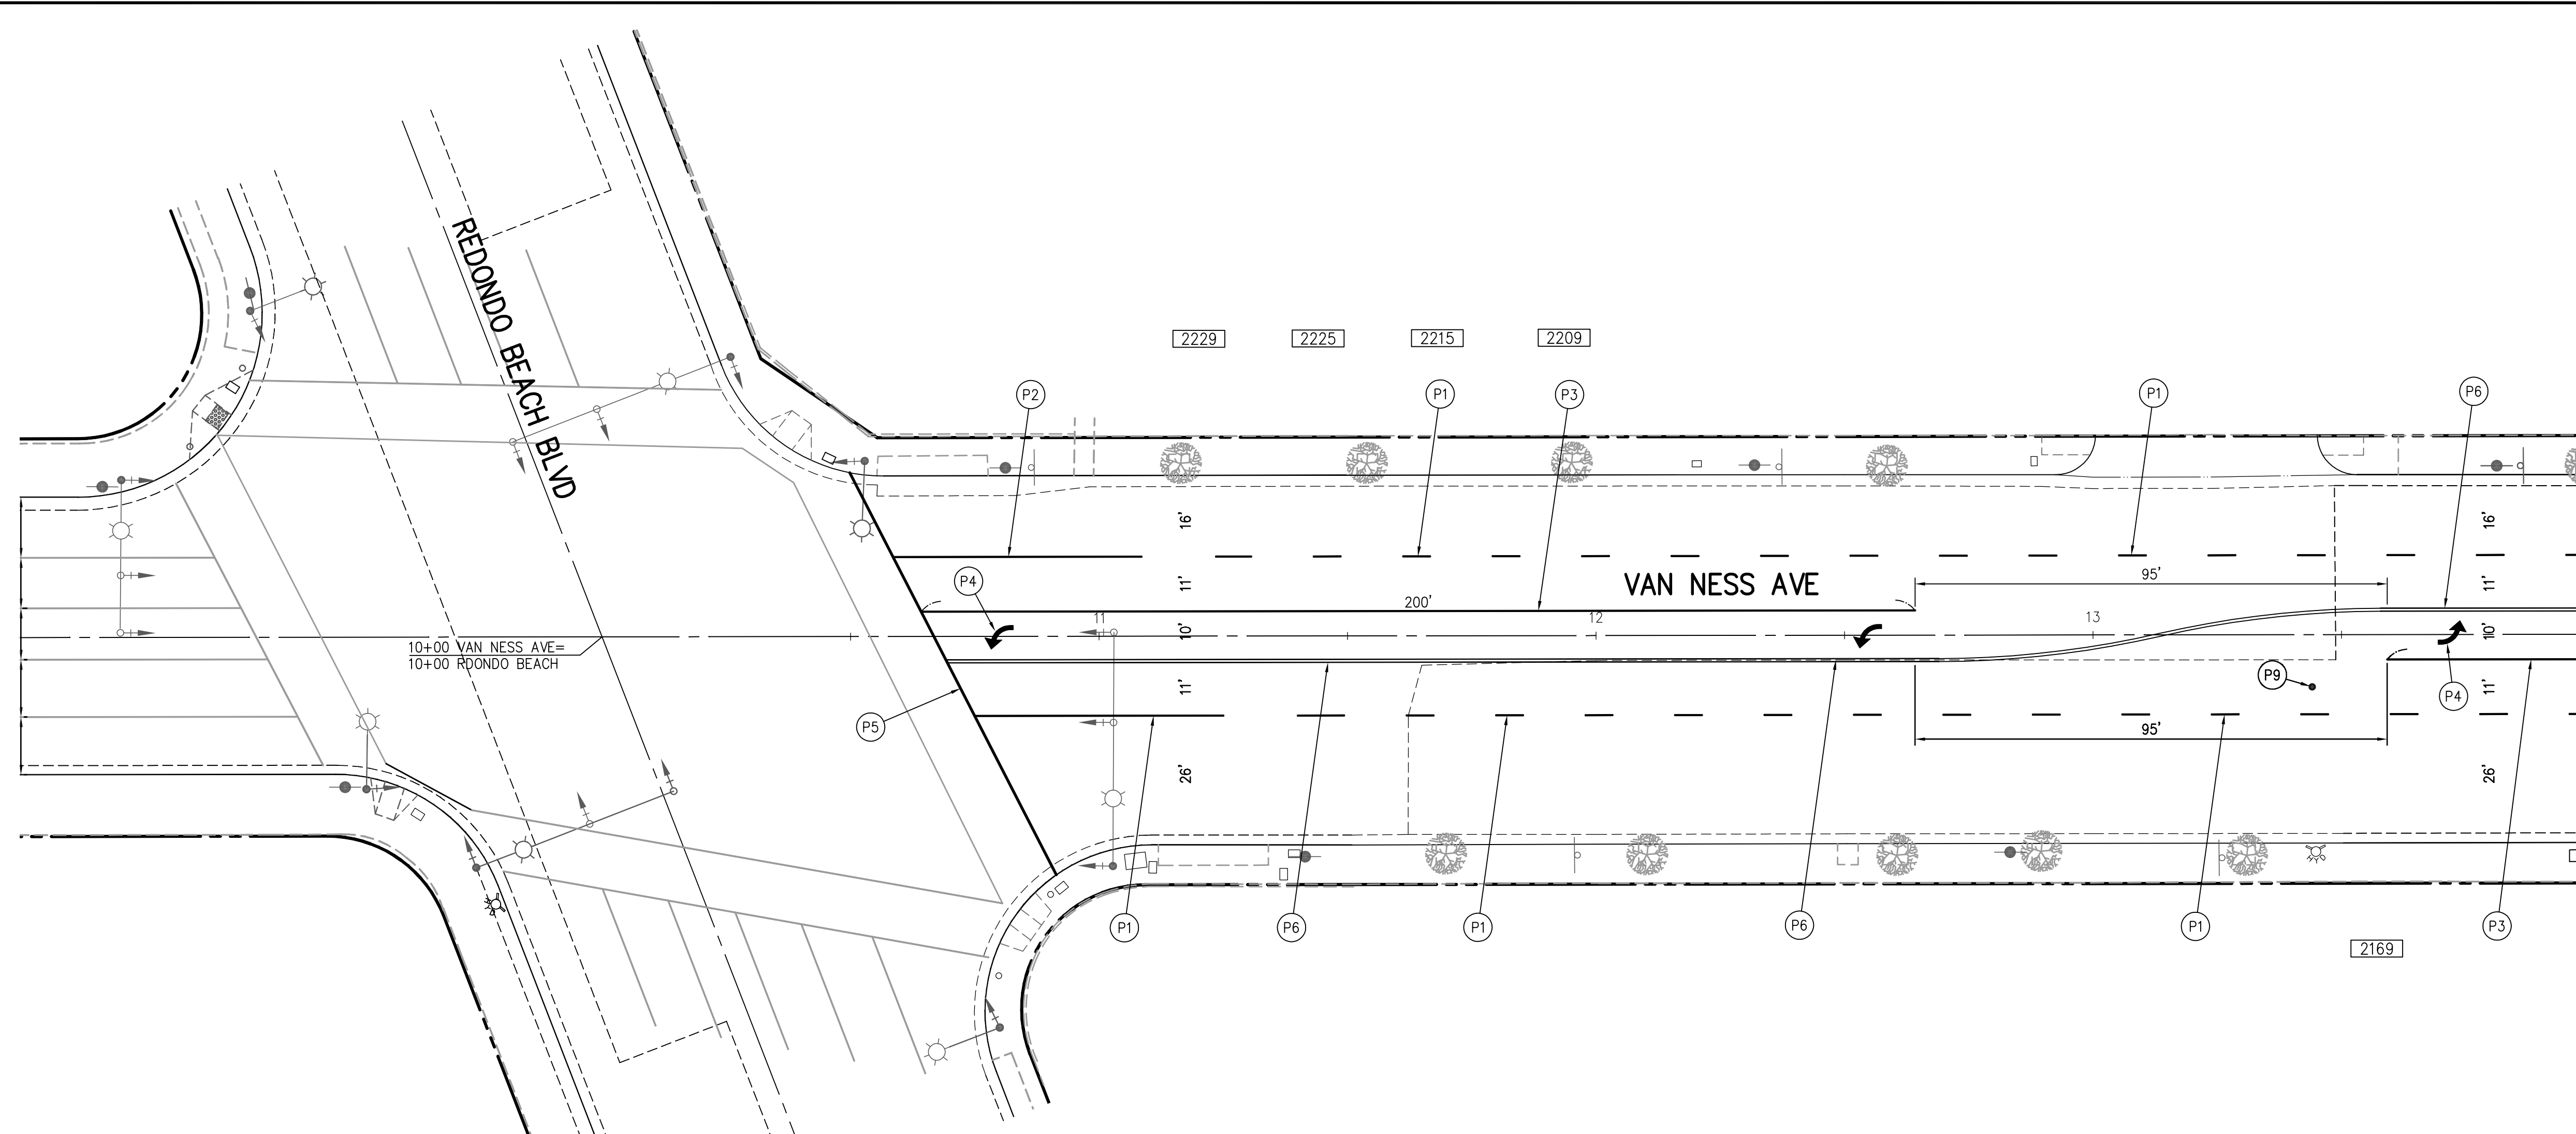 REDONDO BEACH BLVD
2229
2225
2215
2209
P2
P1
P3
P1
P6
16'
16'
P4
VAN NESS AVE
95'
11'
200'
11'
11
12
13
10'
10'
10+00 VAN NESS AVE=
10+00 RDONDO BEACH
P9
P4
11'
11'
P5
95'
26'
26'
P1
P6
P1
P6
P1
P3
2169